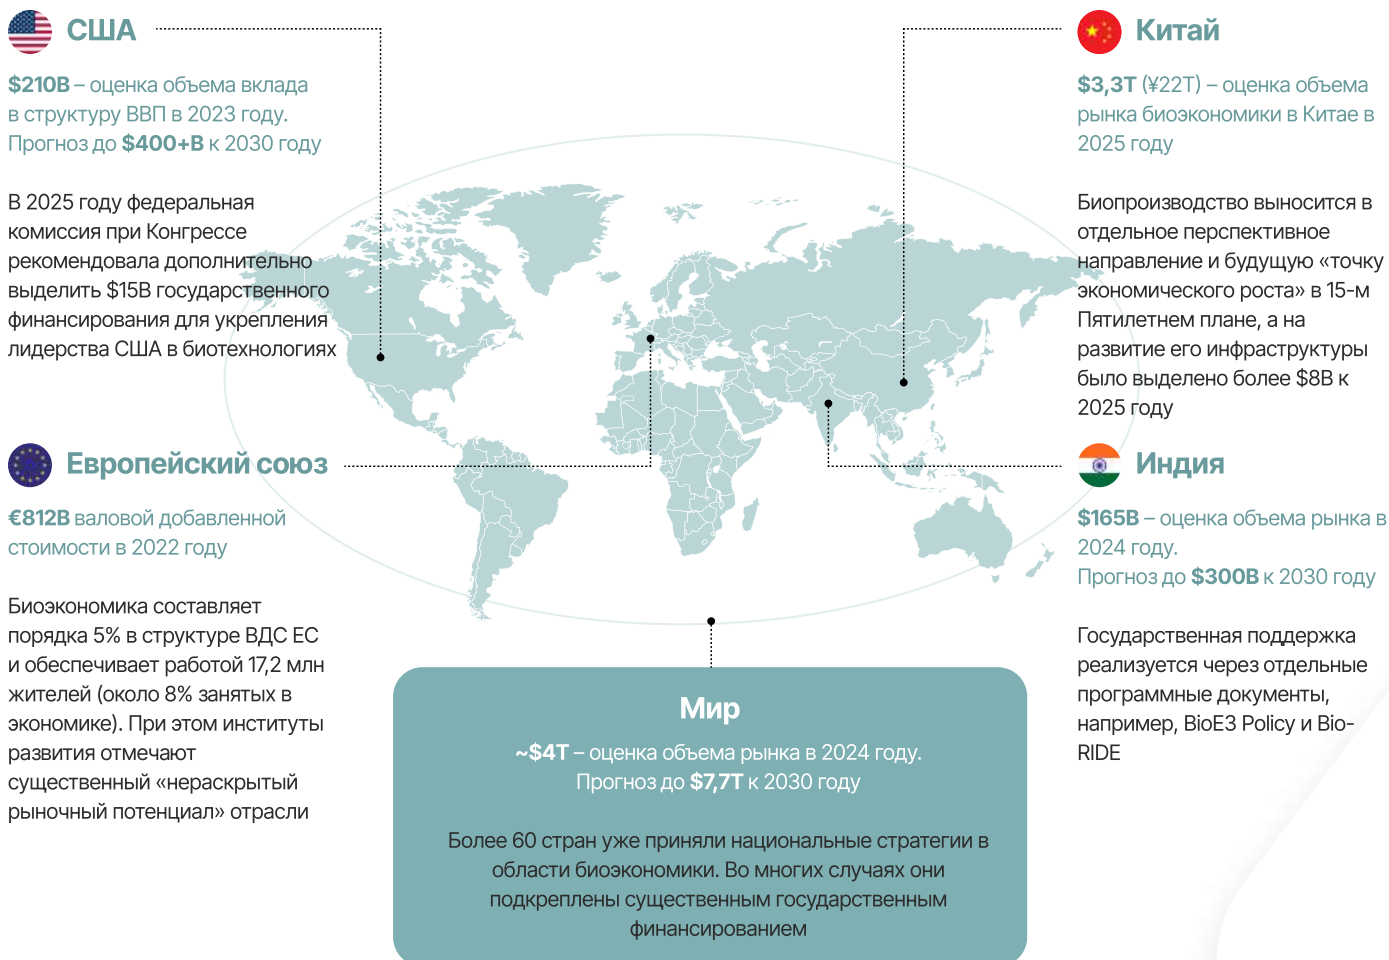 США
$210B – оценка объема вклада
в структуру ВВП в 2023 году.
Прогноз до $400+B к 2030 году
В 2025 году федеральная
комиссия при Конгрессе
рекомендовала дополнительно
выделить $15B государственного
финансирования для укрепления
лидерства США в биотехнологиях
Европейский союз
€812B валовой добавленной
стоимости в 2022 году
Биоэкономика составляет
порядка 5% в структуре ВДС ЕС
и обеспечивает работой 17,2 млн
жителей (около 8% занятых в
экономике). При этом институты
развития отмечают
существенный «нераскрытый
рыночный потенциал» отрасли
Китай
$3,3T (¥22T) – оценка объема
рынка биоэкономики в Китае в
2025 году
Биопроизводство выносится в
отдельное перспективное
направление и будущую «точку
экономического роста» в 15-м
Пятилетнем плане, а на
развитие его инфраструктуры
было выделено более $8B к
2025 году
Индия
$165B – оценка объема рынка в
2024 году.
Прогноз до $300B к 2030 году
Государственная поддержка
реализуется через отдельные
программные документы,
например, BioE3 Policy и Bio-
RIDE
Мир
~$4T – оценка объема рынка в 2024 году.
Прогноз до $7,7T к 2030 году
Более 60 стран уже приняли национальные стратегии в
области биоэкономики. Во многих случаях они
подкреплены существенным государственным
финансированием